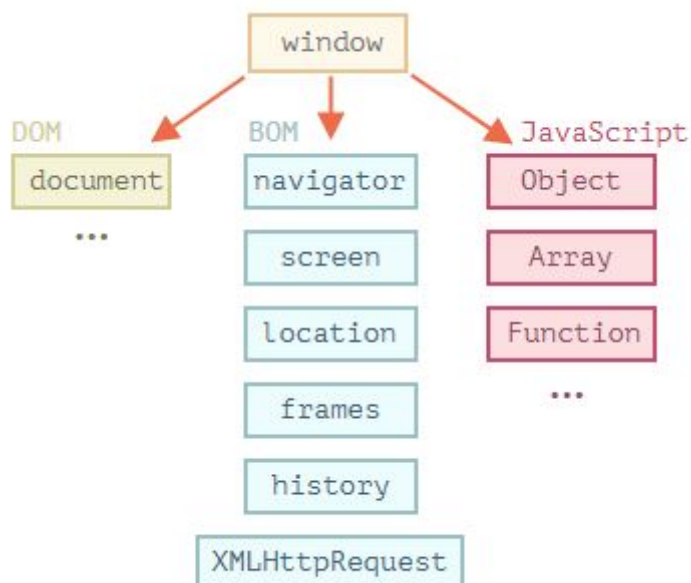 window
DOM
document
...
BOM
navigator
screen
location
frames
history
XMLHttpRequest
JavaScript
Object
Array
Function
...